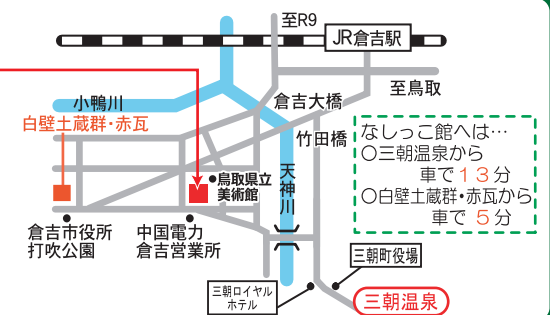 至R9
JR倉吉駅
至鳥取
小鴨川
倉吉大橋
白壁土蔵群・赤瓦
竹田橋
なしっこ館へは…
〇三朝温泉から
車で13分
〇白壁土蔵群・赤瓦から
車で 5分
鳥取県立
美術館
天神川
倉吉市役所
打吹公園
中国電力
倉吉営業所
三朝町役場
三朝ロイヤル
ホテル
三朝温泉